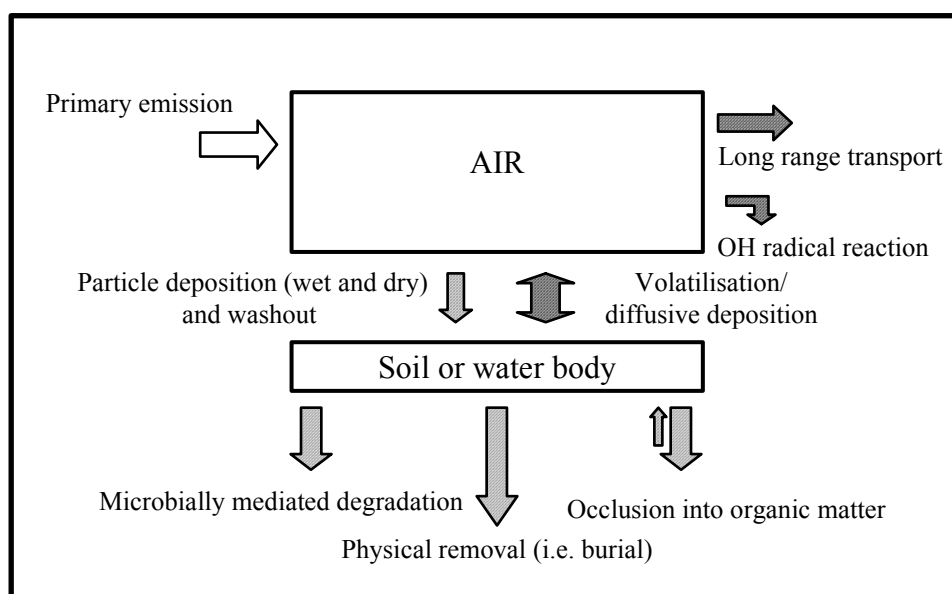 Primary emission
AIR
Long range transport
OH radical reaction
Particle deposition (wet and dry)
and washout
Volatilisation/
diffusive deposition
Soil or water body
Microbially mediated degradation
Occlusion into organic matter
Physical removal (i.e. burial)